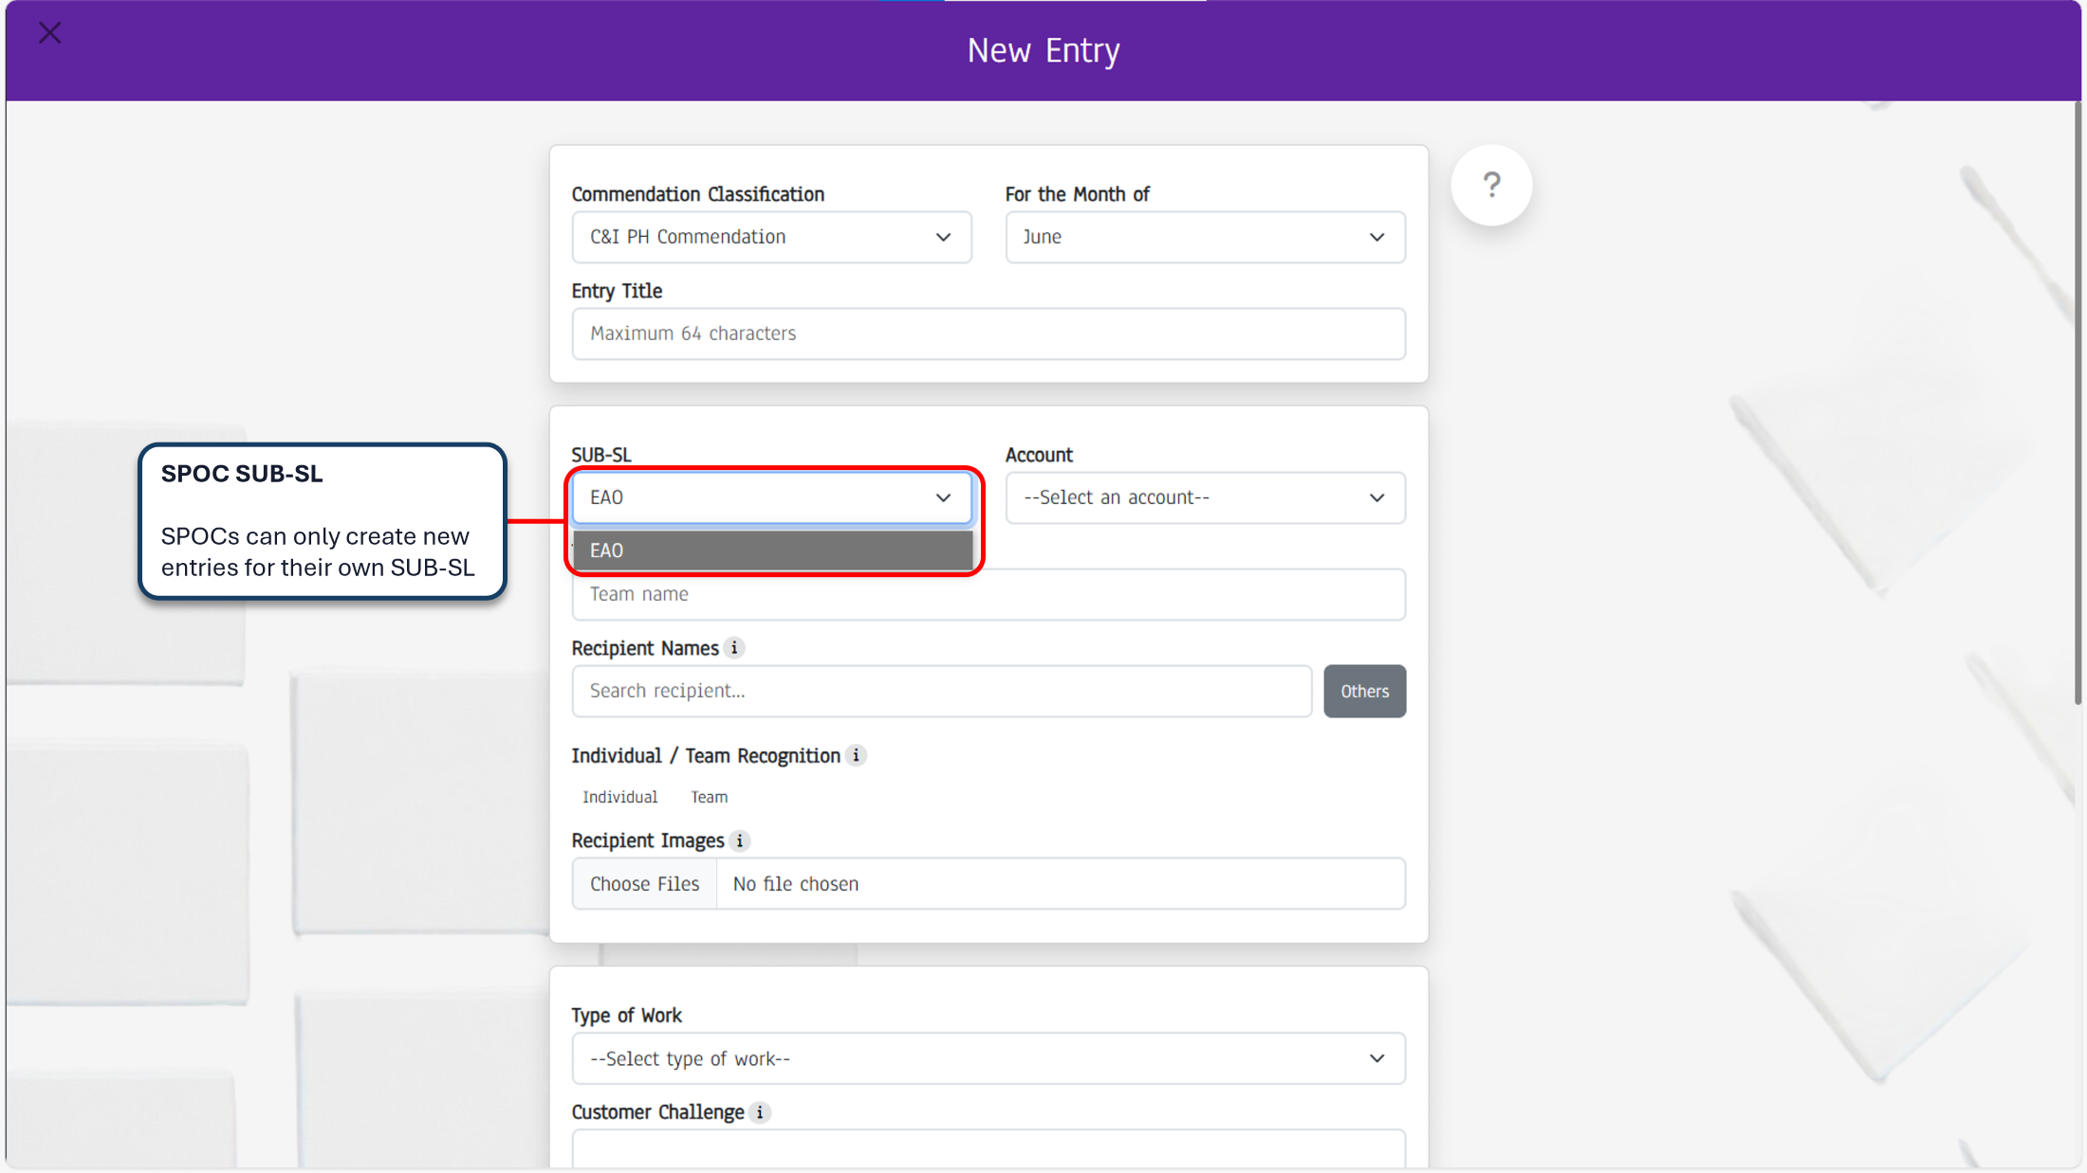 New Entry
?
Commendation Classification
For the Month of
C&I PH Commendation
June
Entry Title
Maximum 64 characters
SPOC SUB-SL
SPOCs can only create new
entries for their own SUB-SL
SUB-SL
Account
EAO
--Select an account--
EAO
Team name
Recipient Names i
Search recipient...
Others
Individual / Team Recognition i
Individual
Team
Recipient Images i
Choose Files
No file chosen
Type of Work
--Select type of work--
Customer Challenge i